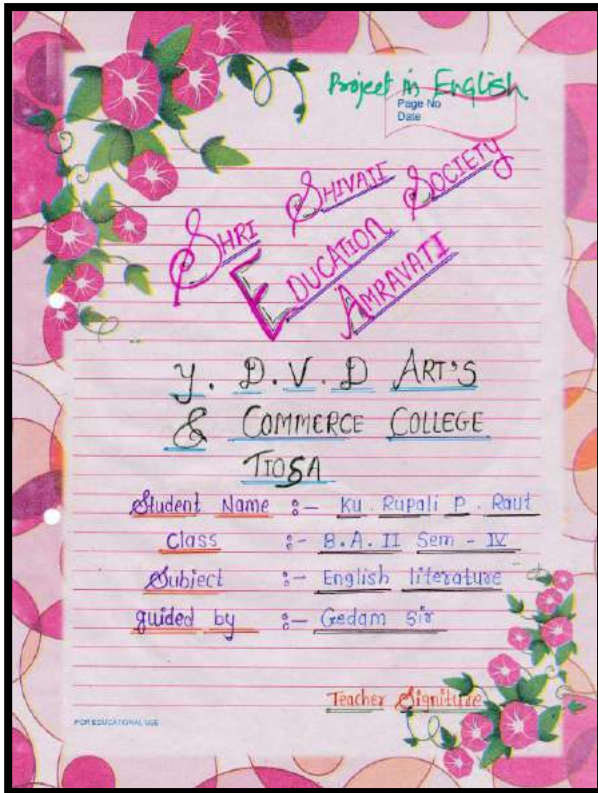 Project in English
Page No
Date
SHRI SHIVAJI SOCIETY
EDUCATION AMRAVATI
Y. D. V. D ART'S
& COMMERCE COLLEGE
TIOSA
Student Name :- Ku. Rupali P. Raut
Class :- B.A. II Sem - IV
Subject :- English literature
guided by :- Gedam Sir
Teacher Signiture
FOR EDUCATIONAL USE